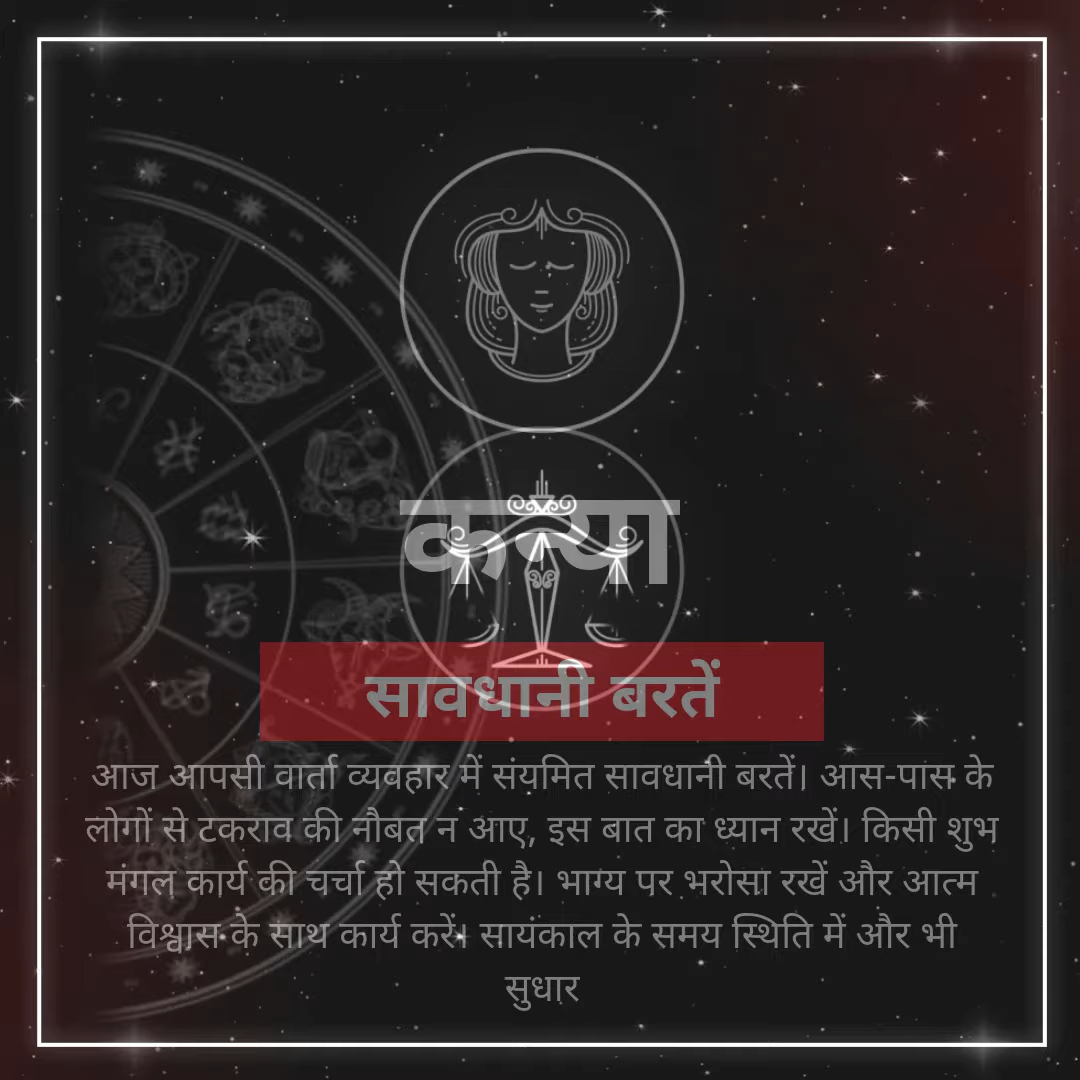 कन्या
सावधानी बरतें
आज आपसी वार्ता व्यवहार में संयमित सावधानी बरतें। आस-पास के
लोगों से टकराव की नौबत न आए, इस बात का ध्यान रखें। किसी शुभ
मंगल कार्य की चर्चा हो सकती है। भाग्य पर भरोसा रखें और आत्म
विश्वास के साथ कार्य करें। सायंकाल के समय स्थिति में और भी
सुधार